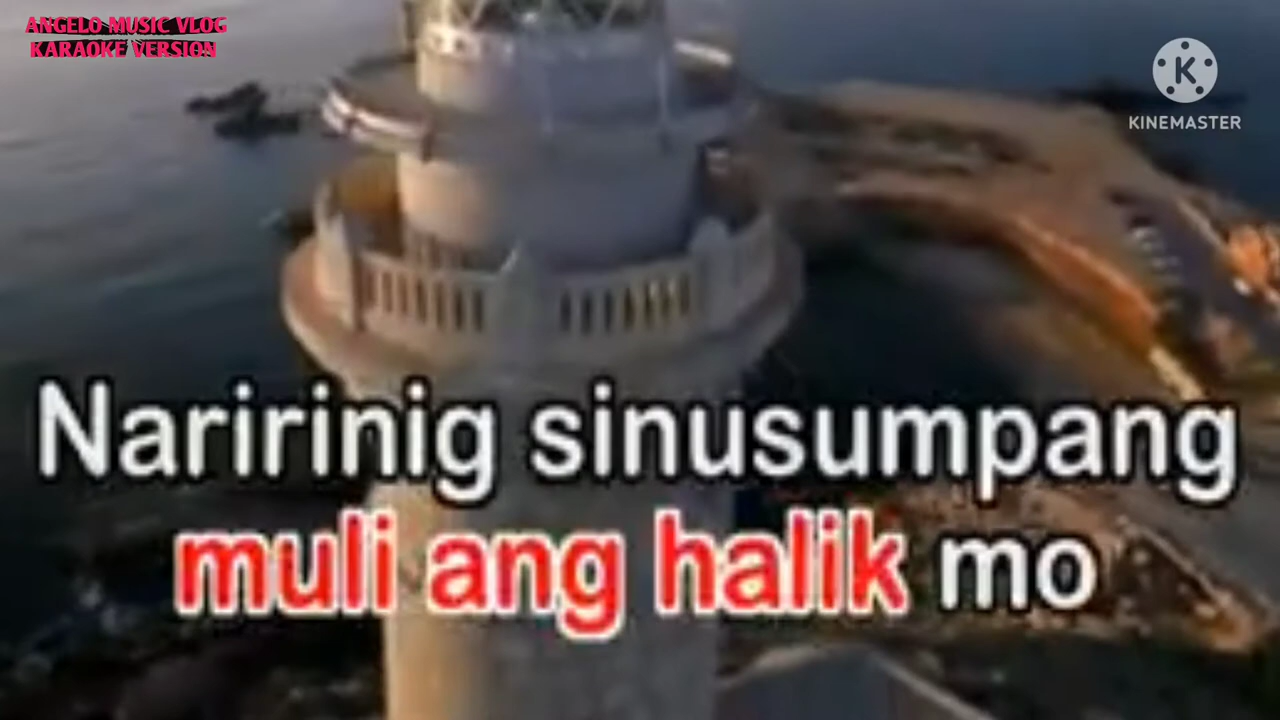 ANGELO MUSIC VLOG
KARAOKE VERSION
K
KINEMASTER
Naririnig sinusumpang
muli ang halik mo